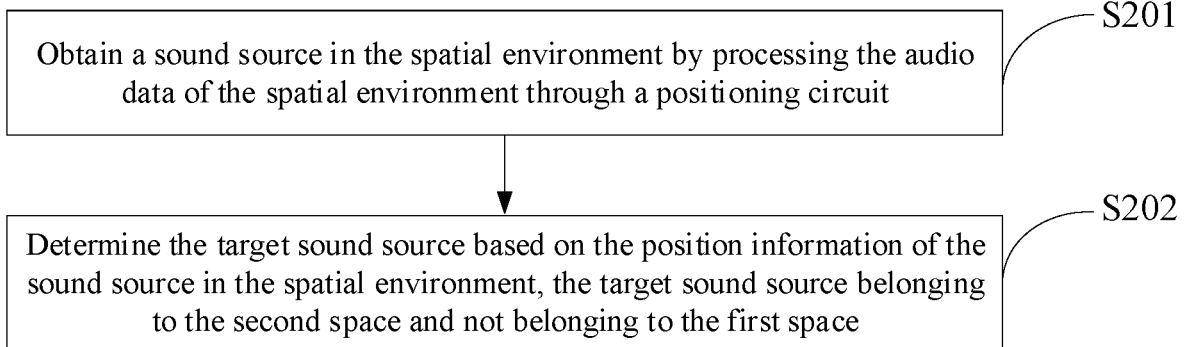 S201
Obtain a sound source in the spatial environment by processing the audio
data of the spatial environment through a positioning circuit
S202
Determine the target sound source based on the position information of the
sound source in the spatial environment, the target sound source belonging
to the second space and not belonging to the first space